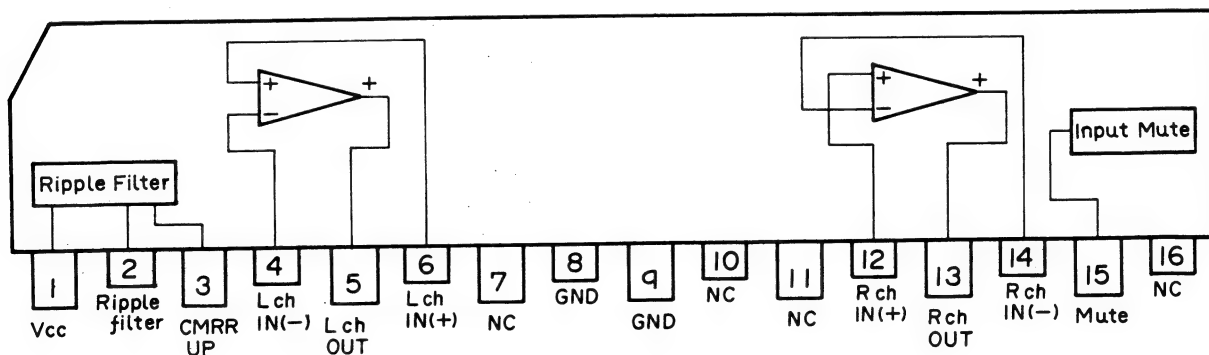 +
-
+
+
-
+
Ripple Filter
Input Mute
1
2
3
4
5
6
7
8
9
10
11
12
13
14
15
16
Vcc
Ripple
filter
CMRR
UP
L ch
IN(-)
L ch
OUT
L ch
IN(+)
NC
GND
GND
NC
NC
R ch
IN(+)
R ch
OUT
R ch
IN(-)
Mute
NC